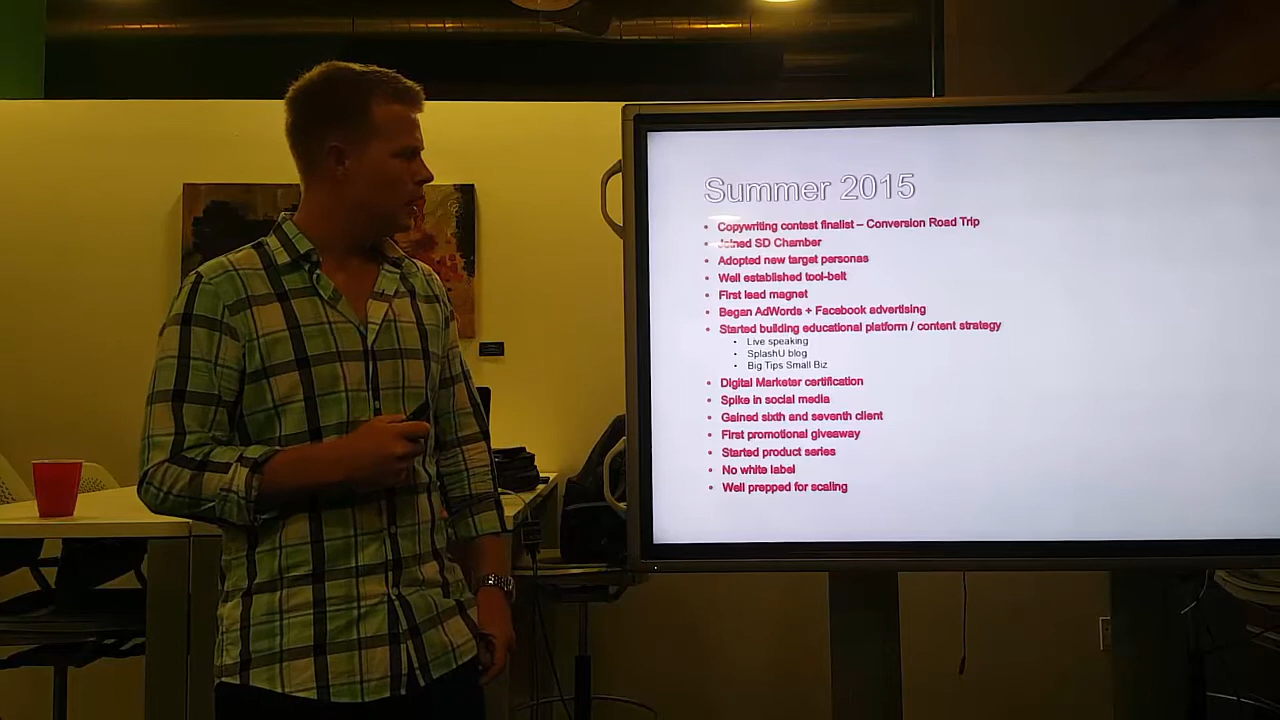 Summer 2015
• Copywriting contest finalist – Conversion Road Trip
• Joined SD Chamber
• Adopted new target personas
• Well established tool-belt
• First lead magnet
• Began AdWords + Facebook advertising
• Started building educational platform / content strategy
• Live speaking
• SplashU blog
• Big Tips Small Biz
• Digital Marketer certification
• Spike in social media
• Gained sixth and seventh client
• First promotional giveaway
• Started product series
• No white label
• Well prepped for scaling